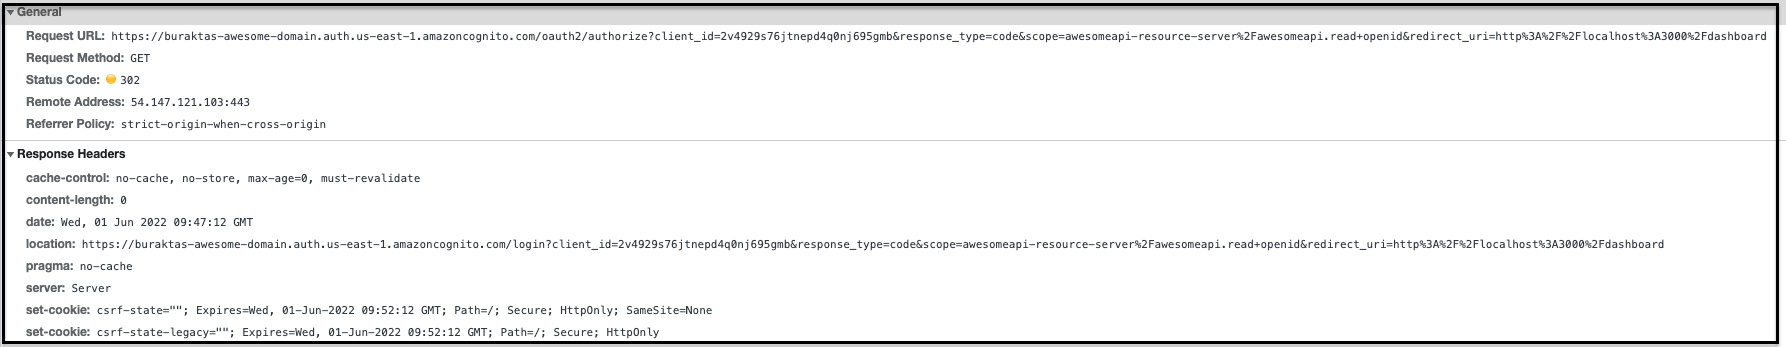 General
Request URL: https://buraktas-awesome-domain.auth.us-east-1.amazoncognito.com/oauth2/authorize?client_id=2v4929s76jtnepd4q0nj695gmb&response_type=code&scope=awesomeapi-resource-server%2Fawesomeapi.read+openid&redirect_uri=http%3A%2F%2Flocalhost%3A3000%2Fdashboard
Request Method: GET
Status Code: 302
Remote Address: 54.147.121.103:443
Referrer Policy: strict-origin-when-cross-origin
Response Headers
cache-control: no-cache, no-store, max-age=0, must-revalidate
content-length: 0
date: Wed, 01 Jun 2022 09:47:12 GMT
location: https://buraktas-awesome-domain.auth.us-east-1.amazoncognito.com/login?client_id=2v4929s76jtnepd4q0nj695gmb&response_type=code&scope=awesomeapi-resource-server%2Fawesomeapi.read+openid&redirect_uri=http%3A%2F%2Flocalhost%3A3000%2Fdashboard
pragma: no-cache
server: Server
set-cookie: csrf-state=""; Expires=Wed, 01-Jun-2022 09:52:12 GMT; Path=/; Secure; HttpOnly; SameSite=None
set-cookie: csrf-state-legacy=""; Expires=Wed, 01-Jun-2022 09:52:12 GMT; Path=/; Secure; HttpOnly